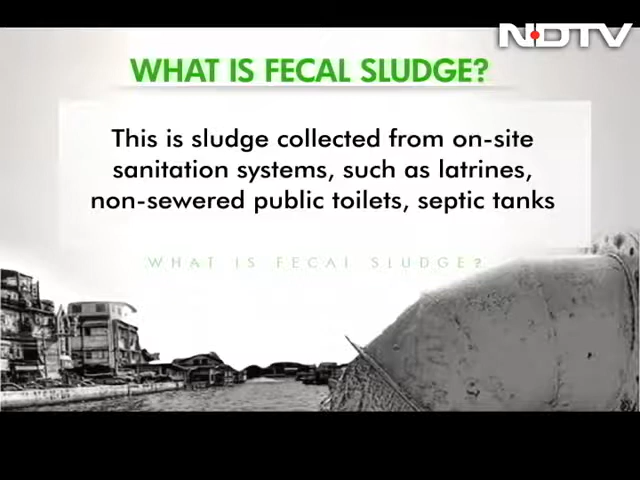 NDTV
WHAT IS FECAL SLUDGE?
This is sludge collected from on-site
sanitation systems, such as latrines,
non-sewered public toilets, septic tanks
WHAT IS FECAL SLUDGE?